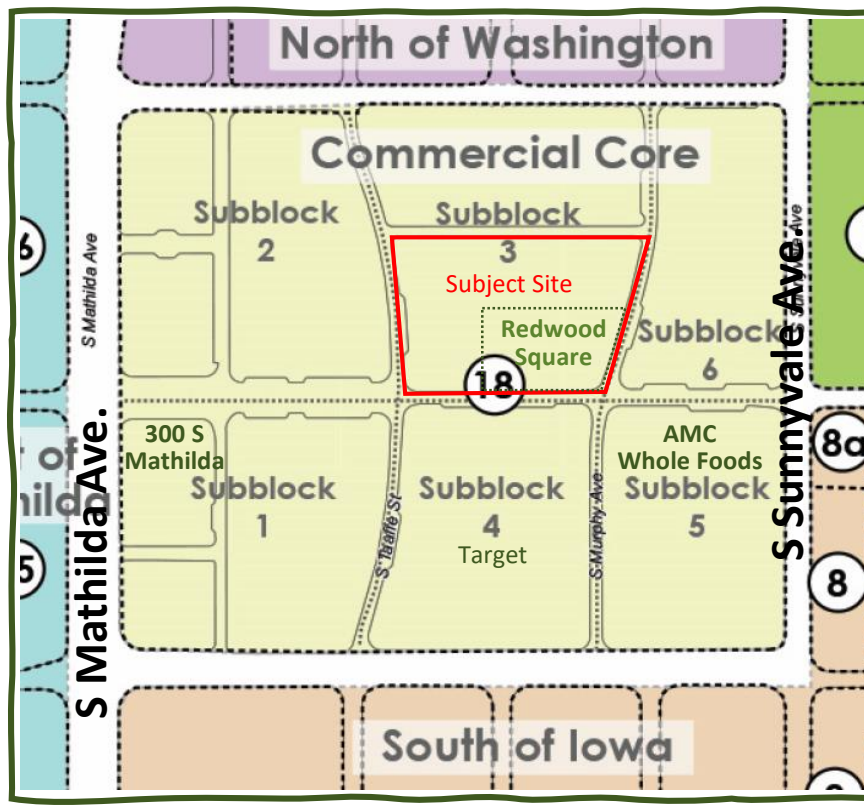 North of Washington
Commercial Core
Subblock
2
Subblock
3
Subject Site
Redwood
Square
Subblock
6
18
S Mathilda Ave
S Mathilda Ave.
S Sunnyvale Ave.
300 S
Mathilda
Subblock
1
S Taaffe St
Subblock
4
Target
S Murphy Ave
AMC
Whole Foods
Subblock
5
8a
8
South of Iowa